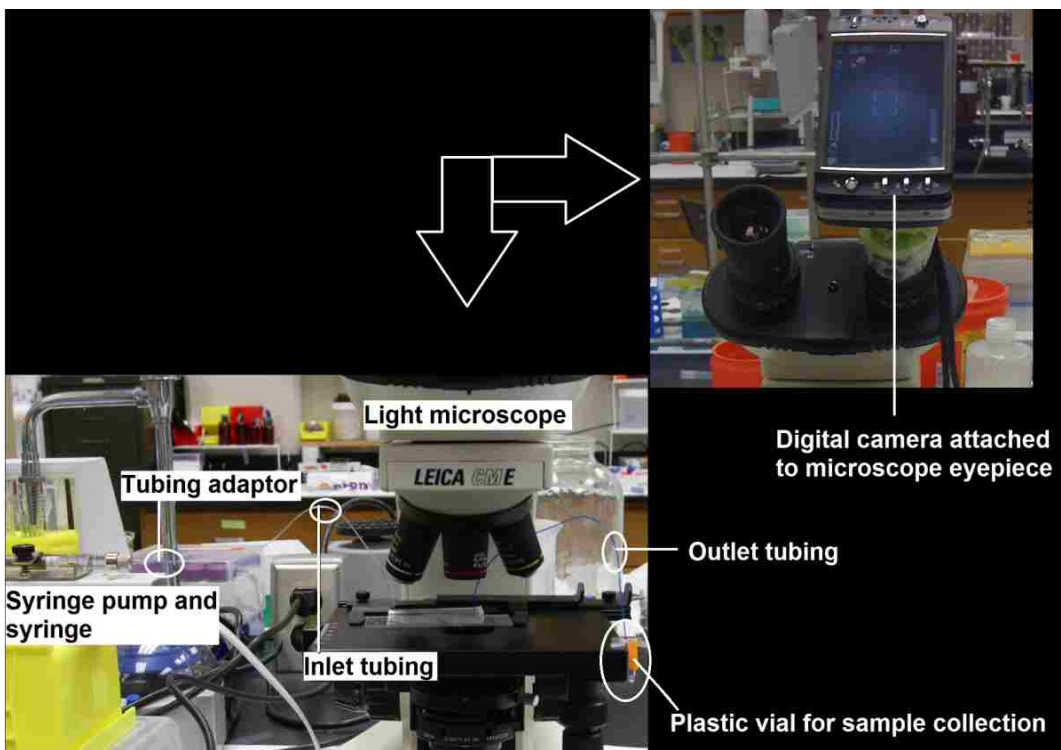 Light microscope
LEICA CME
Tubing adaptor
Digital camera attached
to microscope eyepiece
Outlet tubing
Syringe pump and
syringe
Inlet tubing
Plastic vial for sample collection